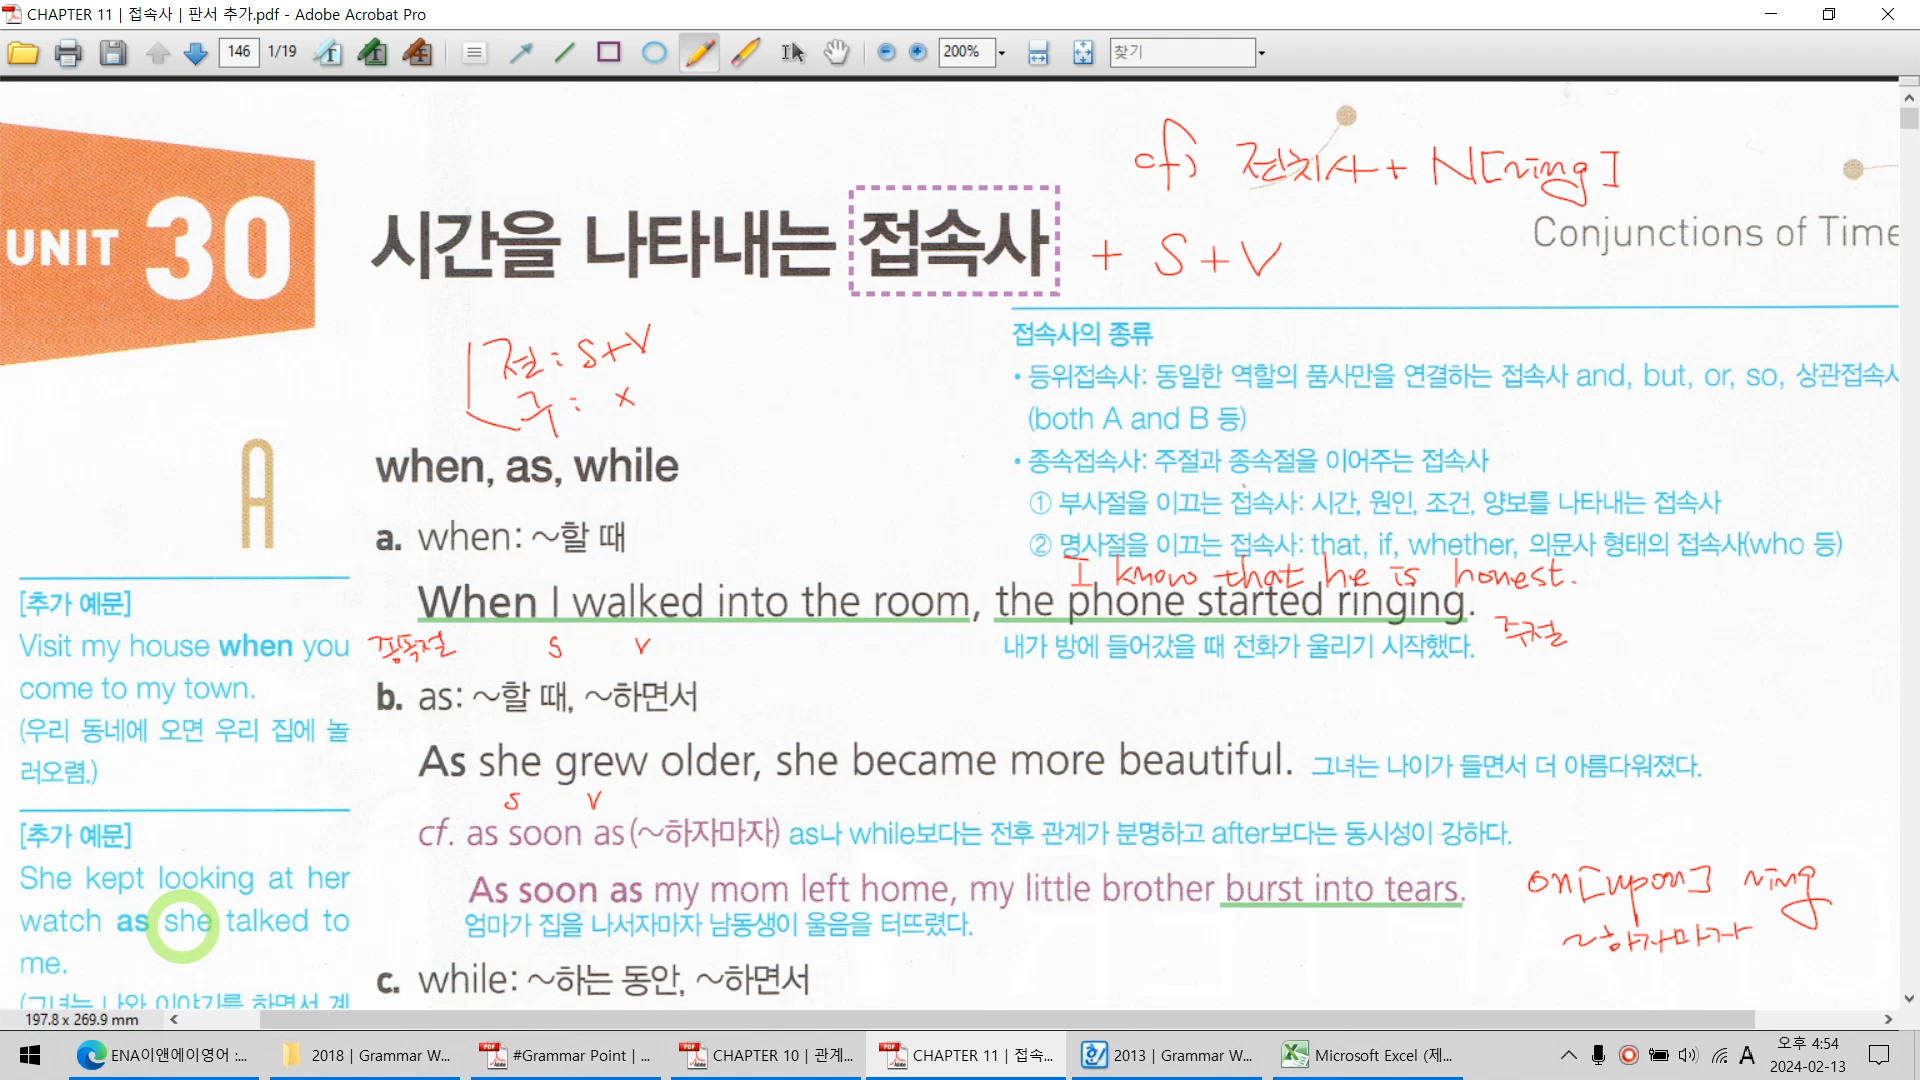 CHAPTER 11 | 접속사 | 판서 추가.pdf - Adobe Acrobat Pro
146 1/19 200% 찾기
cf) 전치사 + N[~ing]
UNIT 30 시간을 나타내는 접속사 + S + V
Conjunctions of Time
절 : S+V
구 : x
접속사의 종류
• 등위접속사: 동일한 역할의 품사만을 연결하는 접속사 and, but, or, so, 상관접속사
(both A and B 등)
• 종속접속사: 주절과 종속절을 이어주는 접속사
① 부사절을 이끄는 접속사: 시간, 원인, 조건, 양보를 나타내는 접속사
② 명사절을 이끄는 접속사: that, if, whether, 의문사 형태의 접속사(who 등)
I know that he is honest.
A
when, as, while
a. when: ~할 때
When I walked into the room, the phone started ringing.
종속절 S V
내가 방에 들어갔을 때 전화가 울리기 시작했다.
주절
[추가 예문]
Visit my house when you
come to my town.
(우리 동네에 오면 우리 집에 놀
러오렴.)
b. as: ~할 때, ~하면서
As she grew older, she became more beautiful. 그녀는 나이가 들면서 더 아름다워졌다.
S V
cf. as soon as(~하자마자) as나 while보다는 전후 관계가 분명하고 after보다는 동시성이 강하다.
As soon as my mom left home, my little brother burst into tears.
엄마가 집을 나서자마자 남동생이 울음을 터뜨렸다.
on[upon] ~ing
~하자마자
[추가 예문]
She kept looking at her
watch as she talked to
me.
(그녀는 나와 이야기를 하면서 계
c. while: ~하는 동안, ~하면서
197.8 x 269.9 mm
ENA이앤에이영어 :...
2018 | Grammar W...
#Grammar Point | ...
CHAPTER 10 | 관계...
CHAPTER 11 | 접속...
2013 | Grammar W...
Microsoft Excel (제...
A
오후 4:54
2024-02-13